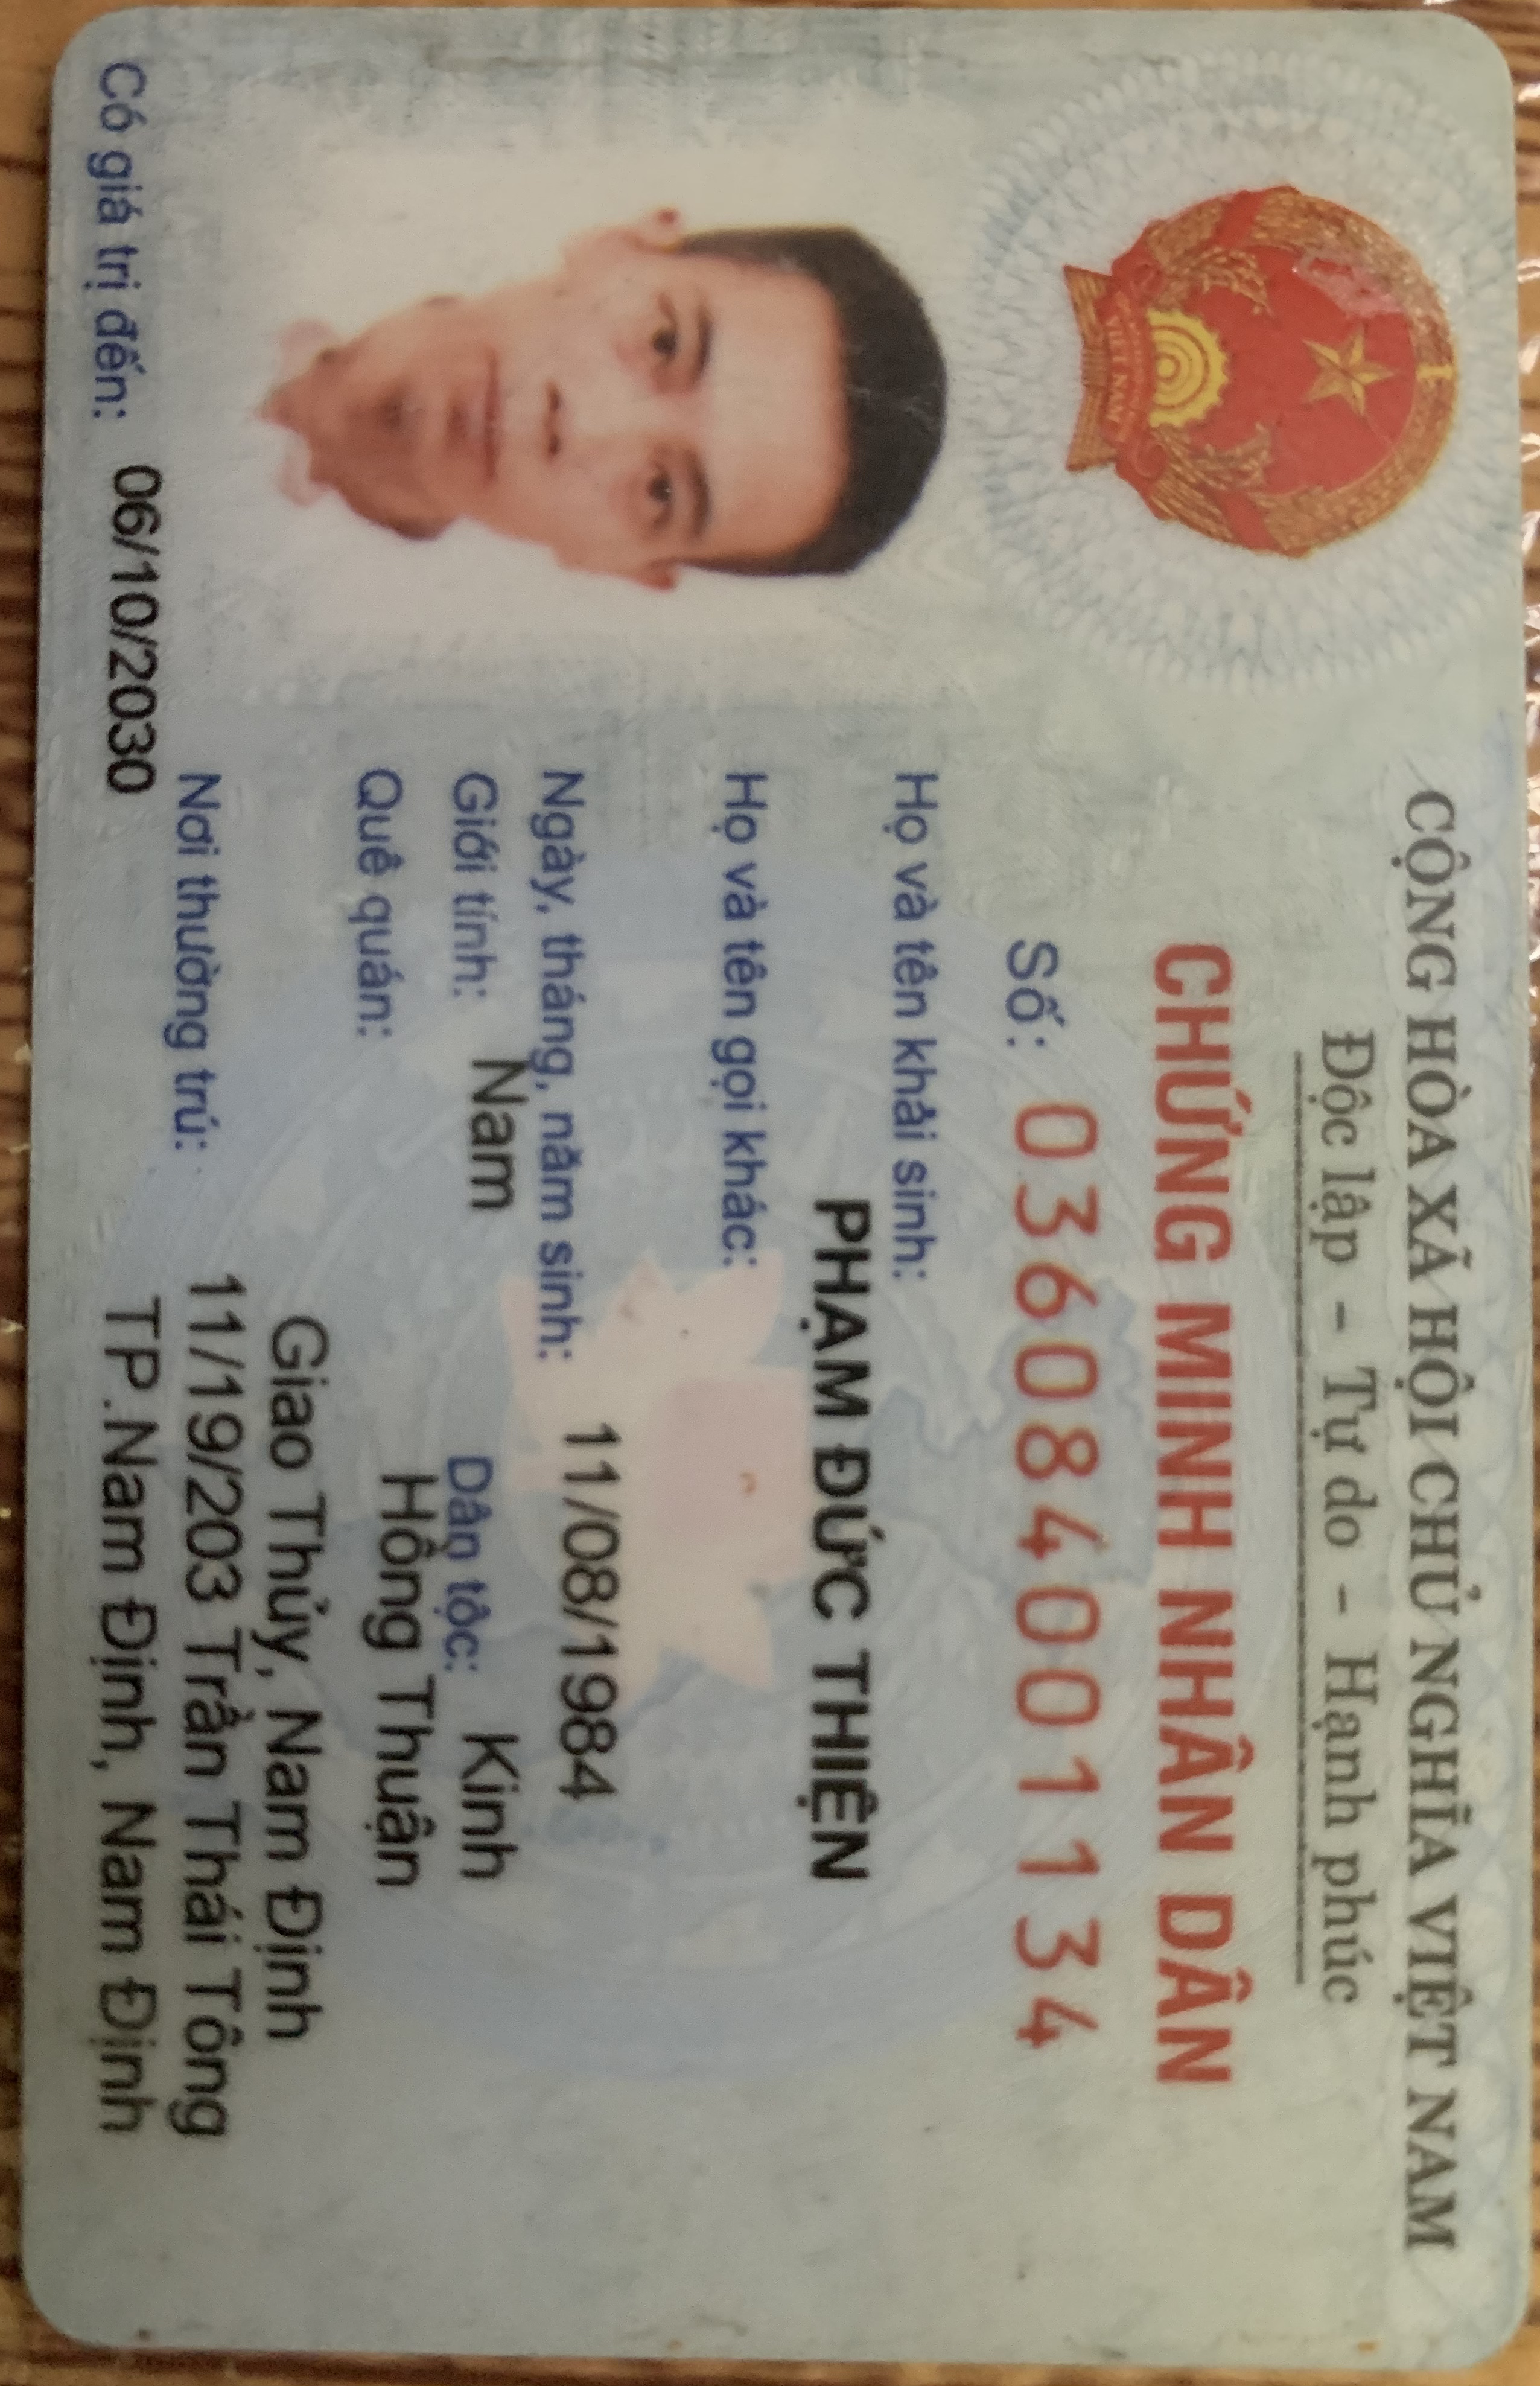 CỘNG HÒA XÃ HỘI CHỦ NGHĨA VIỆT NAM
Độc lập - Tự do - Hạnh phúc
CHỨNG MINH NHÂN DÂN
Số: 036084001134
Họ và tên khai sinh:
PHẠM ĐỨC THIỆN
Họ và tên gọi khác:
Ngày, tháng, năm sinh: 11/08/1984
Giới tính: Nam Dân tộc: Kinh
Quê quán: Hồng Thuận
Giao Thủy, Nam Định
Nơi thường trú: 11/19/203 Trần Thái Tông
TP.Nam Định, Nam Định
Có giá trị đến: 06/10/2030
VIỆT NAM